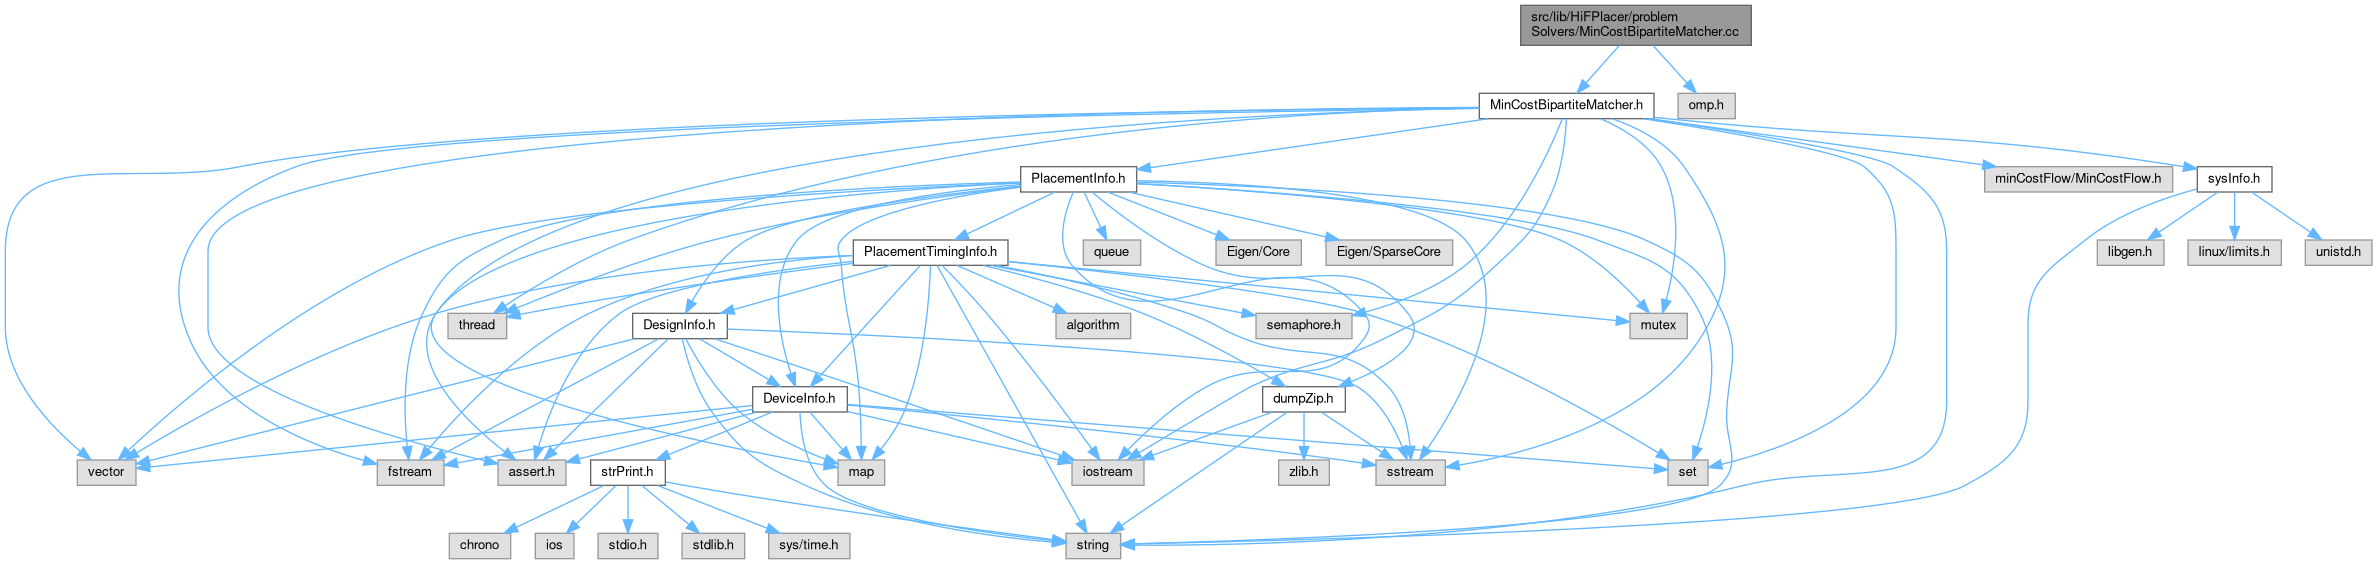 src/lib/HiFPlacer/problem
Solvers/MinCostBipartiteMatcher.cc
MinCostBipartiteMatcher.h
omp.h
PlacementInfo.h
minCostFlow/MinCostFlow.h
sysInfo.h
PlacementTimingInfo.h
queue
Eigen/Core
Eigen/SparseCore
libgen.h
linux/limits.h
unistd.h
thread
DesignInfo.h
algorithm
semaphore.h
mutex
DeviceInfo.h
dumpZip.h
vector
fstream
assert.h
strPrint.h
map
iostream
zlib.h
sstream
set
chrono
ios
stdio.h
stdlib.h
sys/time.h
string